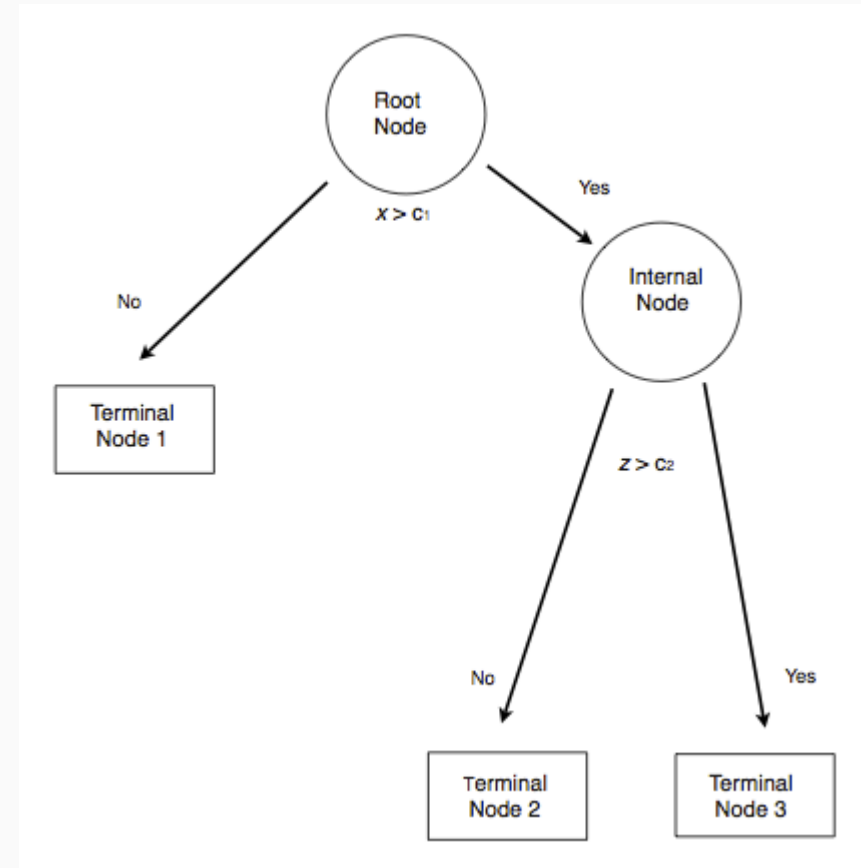 Root
Node
x > c1
Yes
Internal
Node
No
Terminal
Node 1
z > c2
No
Yes
Terminal
Node 2
Terminal
Node 3